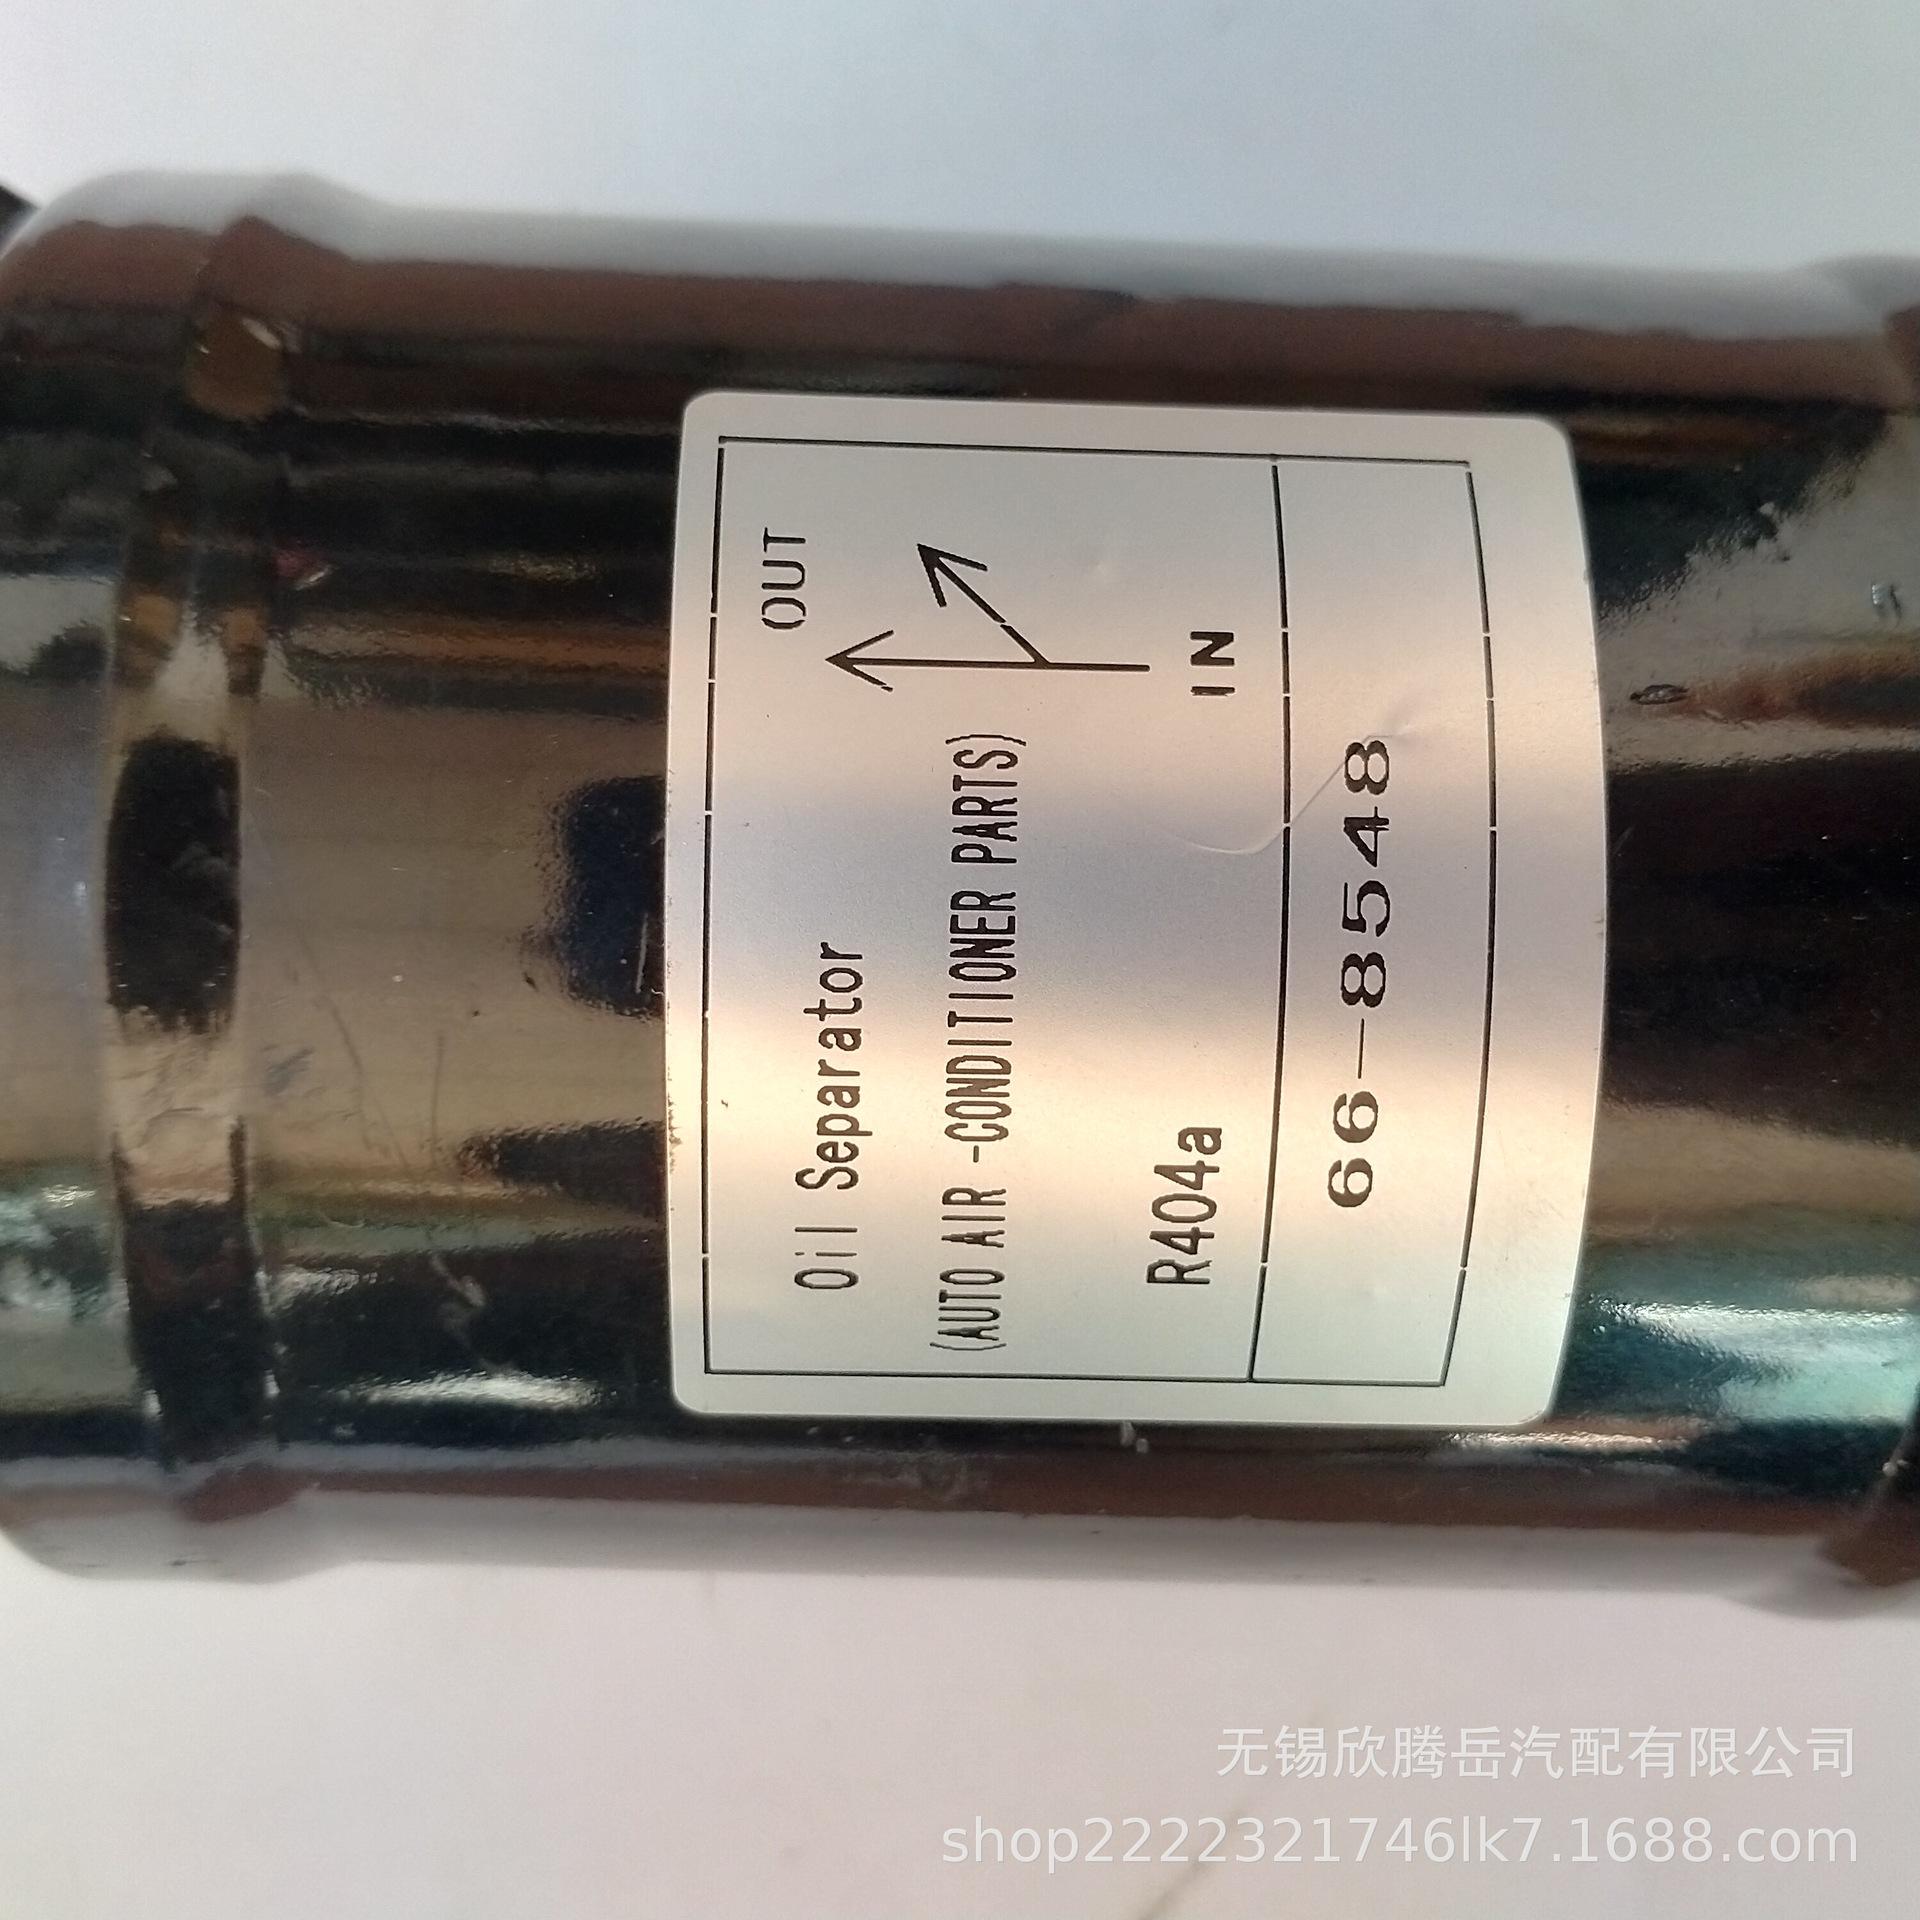 Oil Separator
OUT
(AUTO AIR -CONDITIONER PARTS)
R404a
IN
66-8548
无锡欣腾岳汽配有限公司
shop2222321746lk7.1688.com